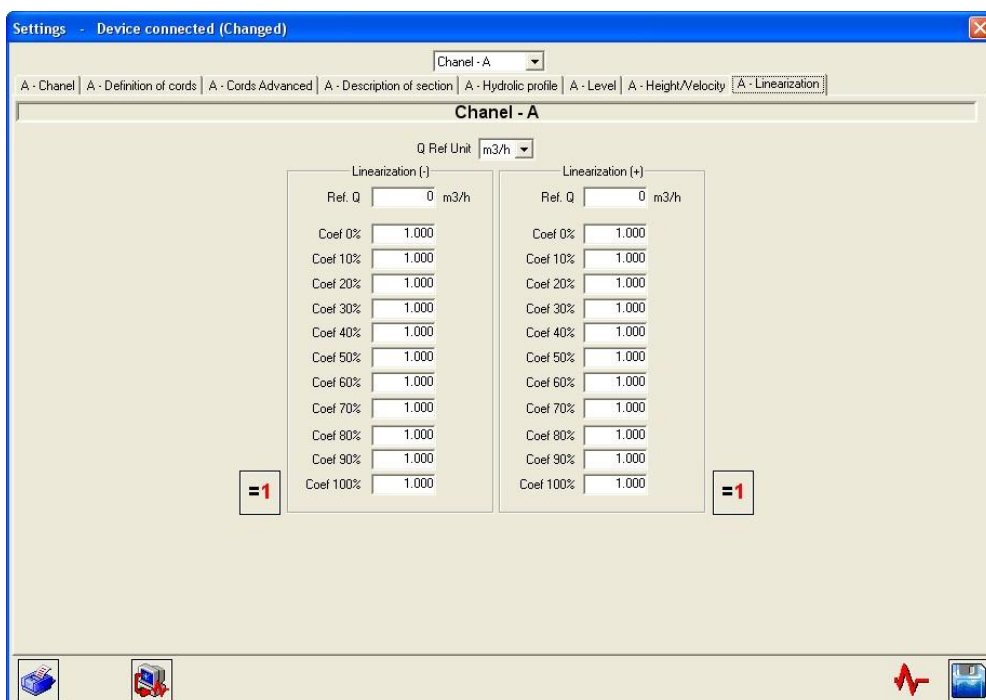 Settings - Device connected (Changed)
Chanel - A
A - Chanel A - Definition of cords A - Cords Advanced A - Description of section A - Hydrolic profile A - Level A - Height/Velocity A - Linearization
Chanel - A
Q Ref Unit m3/h
Linearization (-) Linearization (+)
Ref. Q 0 m3/h Ref. Q 0 m3/h
Coef 0% 1.000 Coef 0% 1.000
Coef 10% 1.000 Coef 10% 1.000
Coef 20% 1.000 Coef 20% 1.000
Coef 30% 1.000 Coef 30% 1.000
Coef 40% 1.000 Coef 40% 1.000
Coef 50% 1.000 Coef 50% 1.000
Coef 60% 1.000 Coef 60% 1.000
Coef 70% 1.000 Coef 70% 1.000
Coef 80% 1.000 Coef 80% 1.000
Coef 90% 1.000 Coef 90% 1.000
=1 Coef 100% 1.000 Coef 100% 1.000 =1